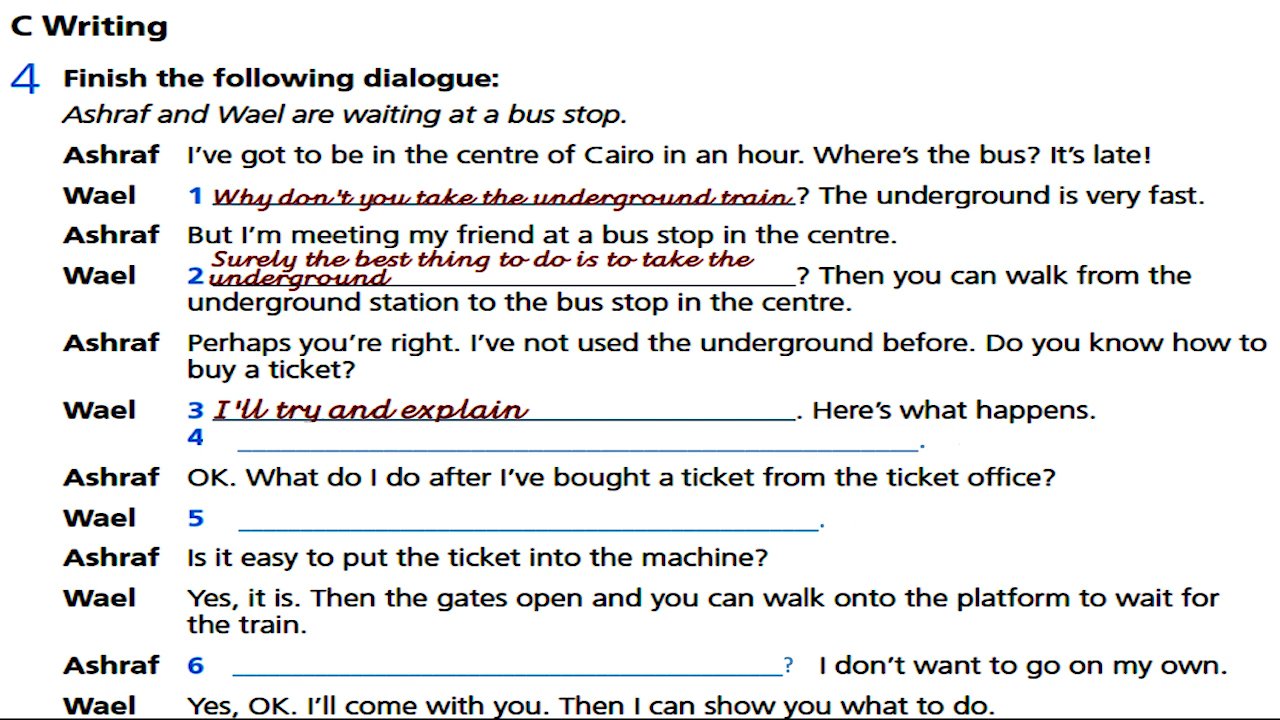 C Writing
4 Finish the following dialogue:
Ashraf and Wael are waiting at a bus stop.
Ashraf I've got to be in the centre of Cairo in an hour. Where's the bus? It's late!
Wael 1 Why don't you take the underground train? The underground is very fast.
Ashraf But I'm meeting my friend at a bus stop in the centre.
Surely the best thing to do is to take the
Wael 2 underground ? Then you can walk from the
underground station to the bus stop in the centre.
Ashraf Perhaps you're right. I've not used the underground before. Do you know how to
buy a ticket?
Wael 3 I'll try and explain . Here's what happens.
4 ______.
Ashraf OK. What do I do after I've bought a ticket from the ticket office?
Wael 5 ______.
Ashraf Is it easy to put the ticket into the machine?
Wael Yes, it is. Then the gates open and you can walk onto the platform to wait for
the train.
Ashraf 6 ______? I don't want to go on my own.
Wael Yes, OK. I'll come with you. Then I can show you what to do.